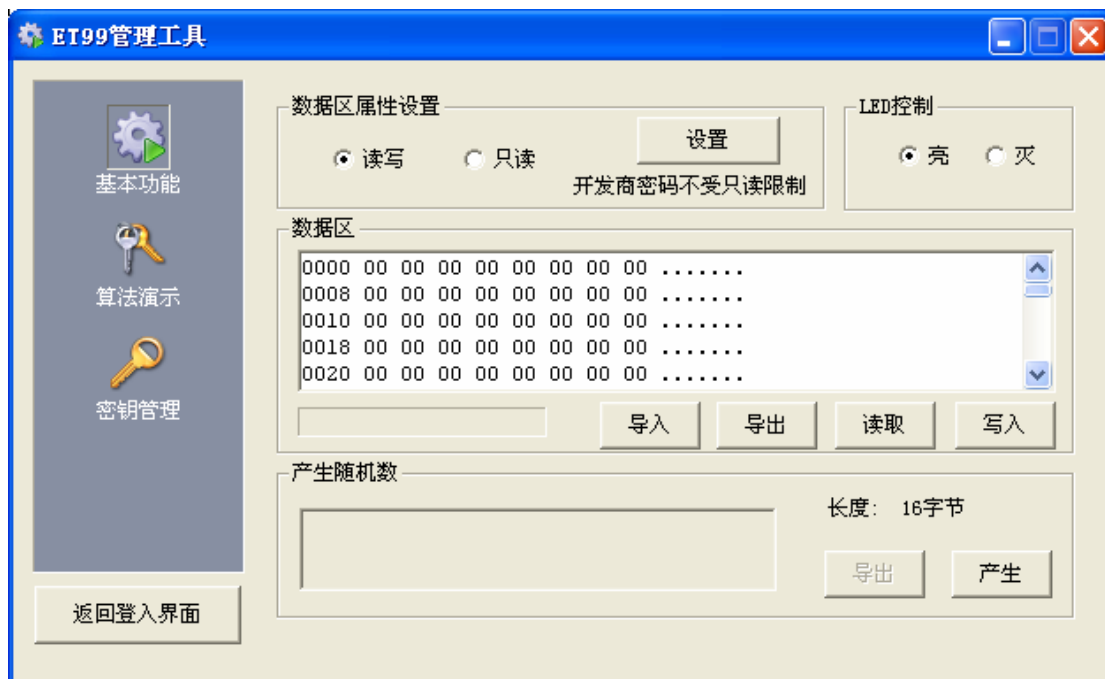 ET99管理工具
基本功能
算法演示
密钥管理
返回登入界面
数据区属性设置
读写
只读
设置
开发商密码不受只读限制
LED控制
亮
灭
数据区
0000 00 00 00 00 00 00 00 00 .......
0008 00 00 00 00 00 00 00 00 .......
0010 00 00 00 00 00 00 00 00 .......
0018 00 00 00 00 00 00 00 00 .......
0020 00 00 00 00 00 00 00 00 .......
导入
导出
读取
写入
产生随机数
长度: 16字节
导出
产生